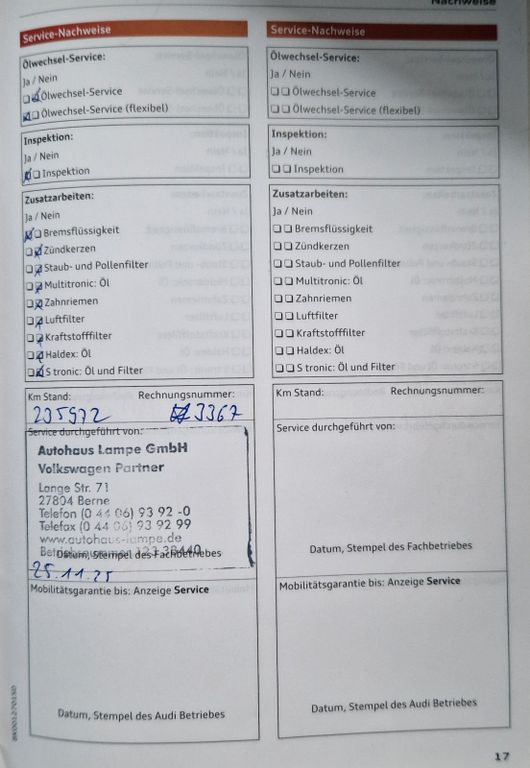 Nachweise
Service-Nachweise
Ölwechsel-Service:
Ja / Nein
Ölwechsel-Service
Ölwechsel-Service (flexibel)
Inspektion:
Ja / Nein
Inspektion
Zusatzarbeiten:
Ja / Nein
Bremsflüssigkeit
Zündkerzen
Staub- und Pollenfilter
Multitronic: Öl
Zahnriemen
Luftfilter
Kraftstofffilter
Haldex: Öl
S tronic: Öl und Filter
Km Stand: Rechnungsnummer:
235972 3367
Service durchgeführt von:
Autohaus Lampe GmbH
Volkswagen Partner
Lange Str. 71
27804 Berne
Telefon (0 44 06) 93 92 -0
Telefax (0 44 06) 93 92 99
www.autohaus-lampe.de
Datum, Stempel des Fachbetriebes
25.11.25
Mobilitätsgarantie bis: Anzeige Service
Datum, Stempel des Audi Betriebes
Service-Nachweise
Ölwechsel-Service:
Ja / Nein
Ölwechsel-Service
Ölwechsel-Service (flexibel)
Inspektion:
Ja / Nein
Inspektion
Zusatzarbeiten:
Ja / Nein
Bremsflüssigkeit
Zündkerzen
Staub- und Pollenfilter
Multitronic: Öl
Zahnriemen
Luftfilter
Kraftstofffilter
Haldex: Öl
S tronic: Öl und Filter
Km Stand: Rechnungsnummer:
Service durchgeführt von:
Datum, Stempel des Fachbetriebes
Mobilitätsgarantie bis: Anzeige Service
Datum, Stempel des Audi Betriebes
17